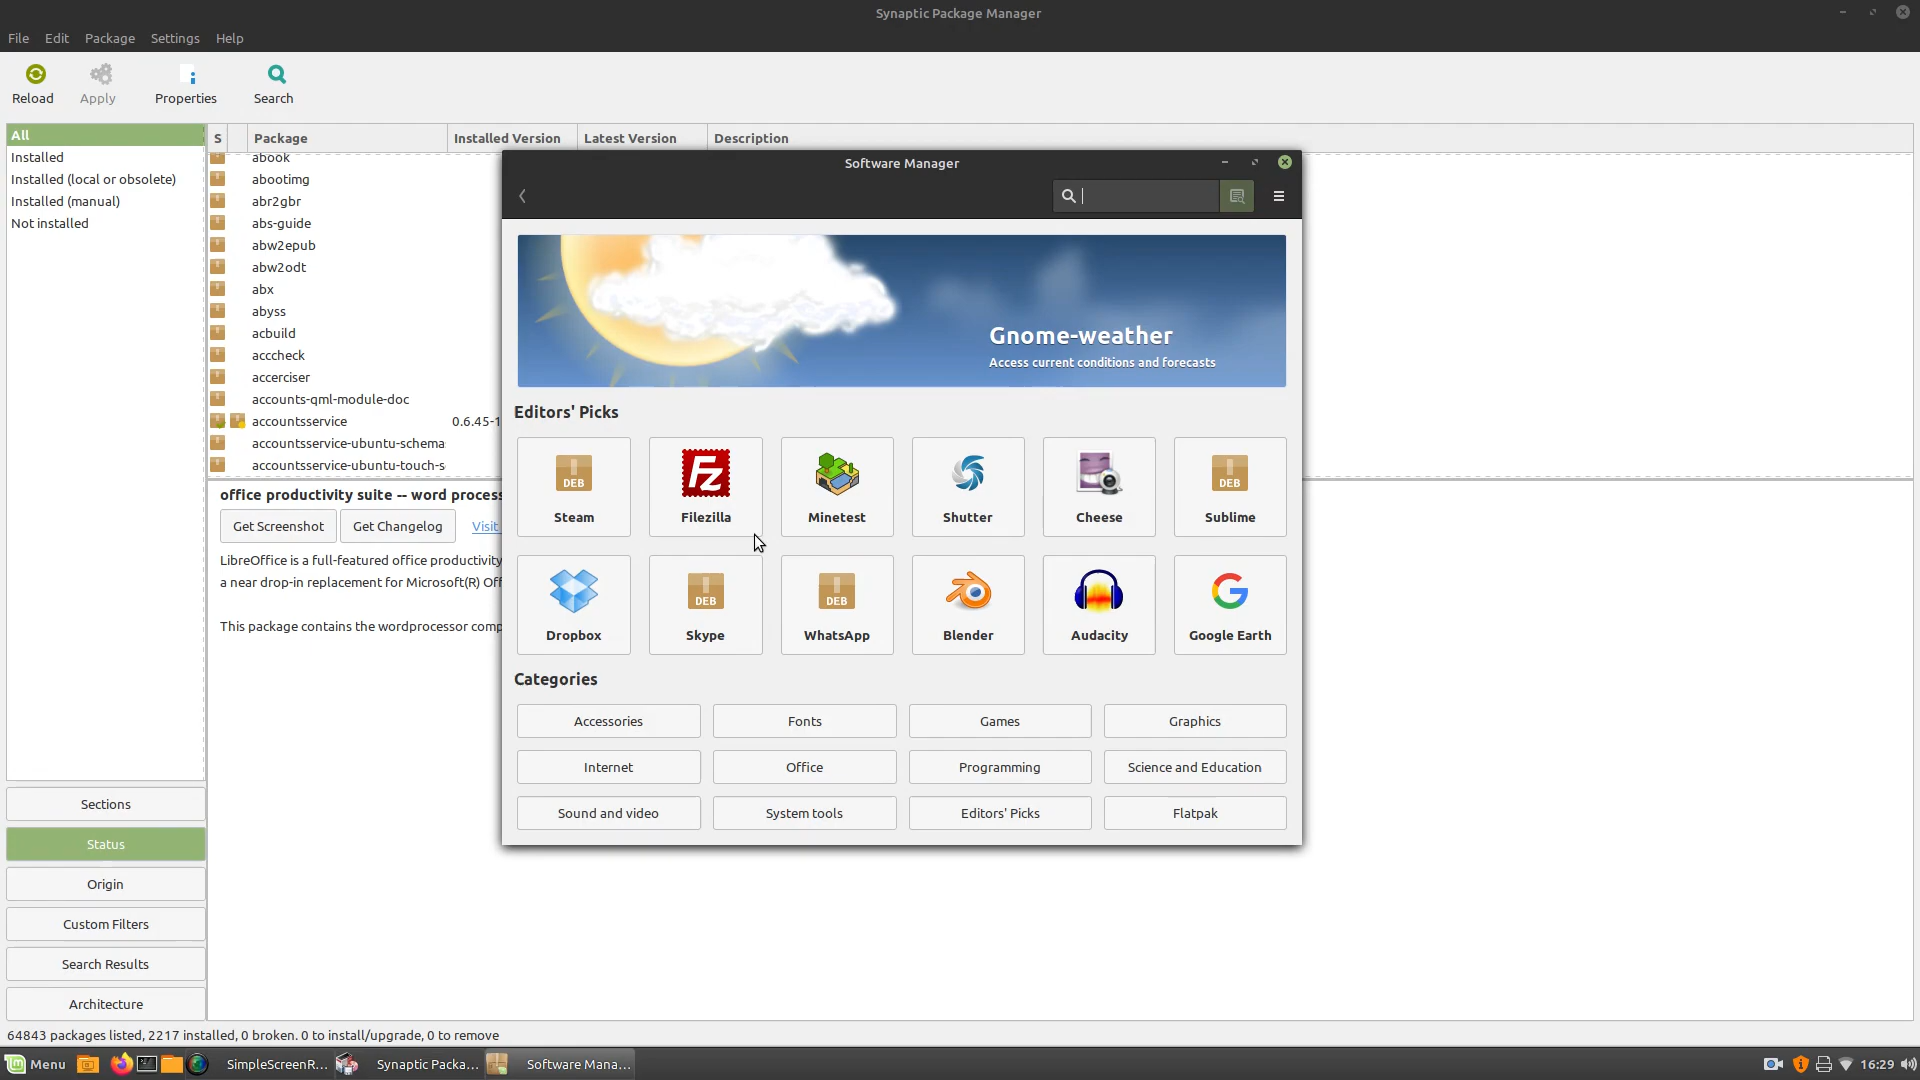 Synaptic Package Manager
File Edit Package Settings Help
Reload Apply Properties Search
All
Installed
Installed (local or obsolete)
Installed (manual)
Not installed
S Package Installed Version Latest Version Description
abook
abootimg
abr2gbr
abs-guide
abw2epub
abw2odt
abx
abyss
acbuild
acccheck
accerciser
accounts-qml-module-doc
accountsservice 0.6.45-1
accountsservice-ubuntu-schema
accountsservice-ubuntu-touch-s
office productivity suite -- word process
Get Screenshot Get Changelog Visit
LibreOffice is a full-featured office productivity
a near drop-in replacement for Microsoft(R) Off
This package contains the wordprocessor comp
Software Manager
Gnome-weather
Access current conditions and forecasts
Editors' Picks
DEB DEB
Steam Filezilla Minetest Shutter Cheese Sublime
DEB DEB
Dropbox Skype WhatsApp Blender Audacity Google Earth
Categories
Accessories Fonts Games Graphics
Internet Office Programming Science and Education
Sound and video System tools Editors' Picks Flatpak
Sections
Status
Origin
Custom Filters
Search Results
Architecture
64843 packages listed, 2217 installed, 0 broken. 0 to install/upgrade, 0 to remove
Menu SimpleScreenR... Synaptic Packa... Software Mana... 16:29